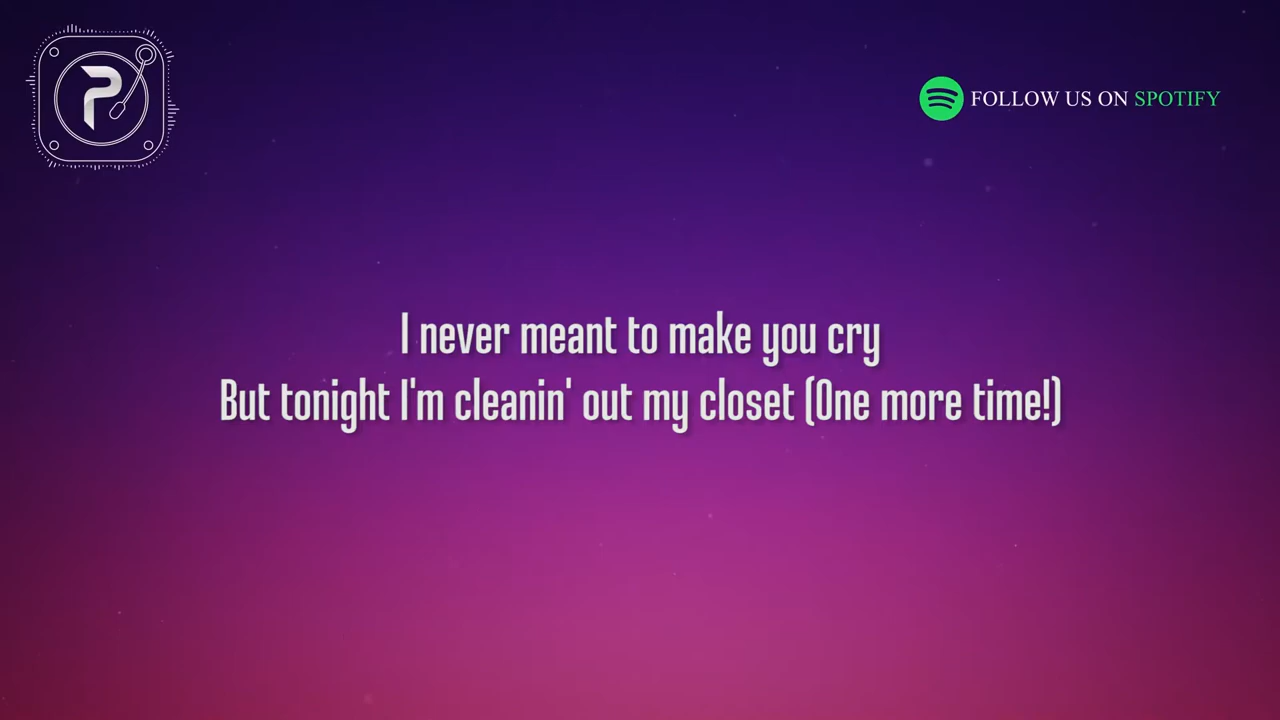 P
FOLLOW US ON SPOTIFY
I never meant to make you cry
But tonight I'm cleanin' out my closet (One more time!)